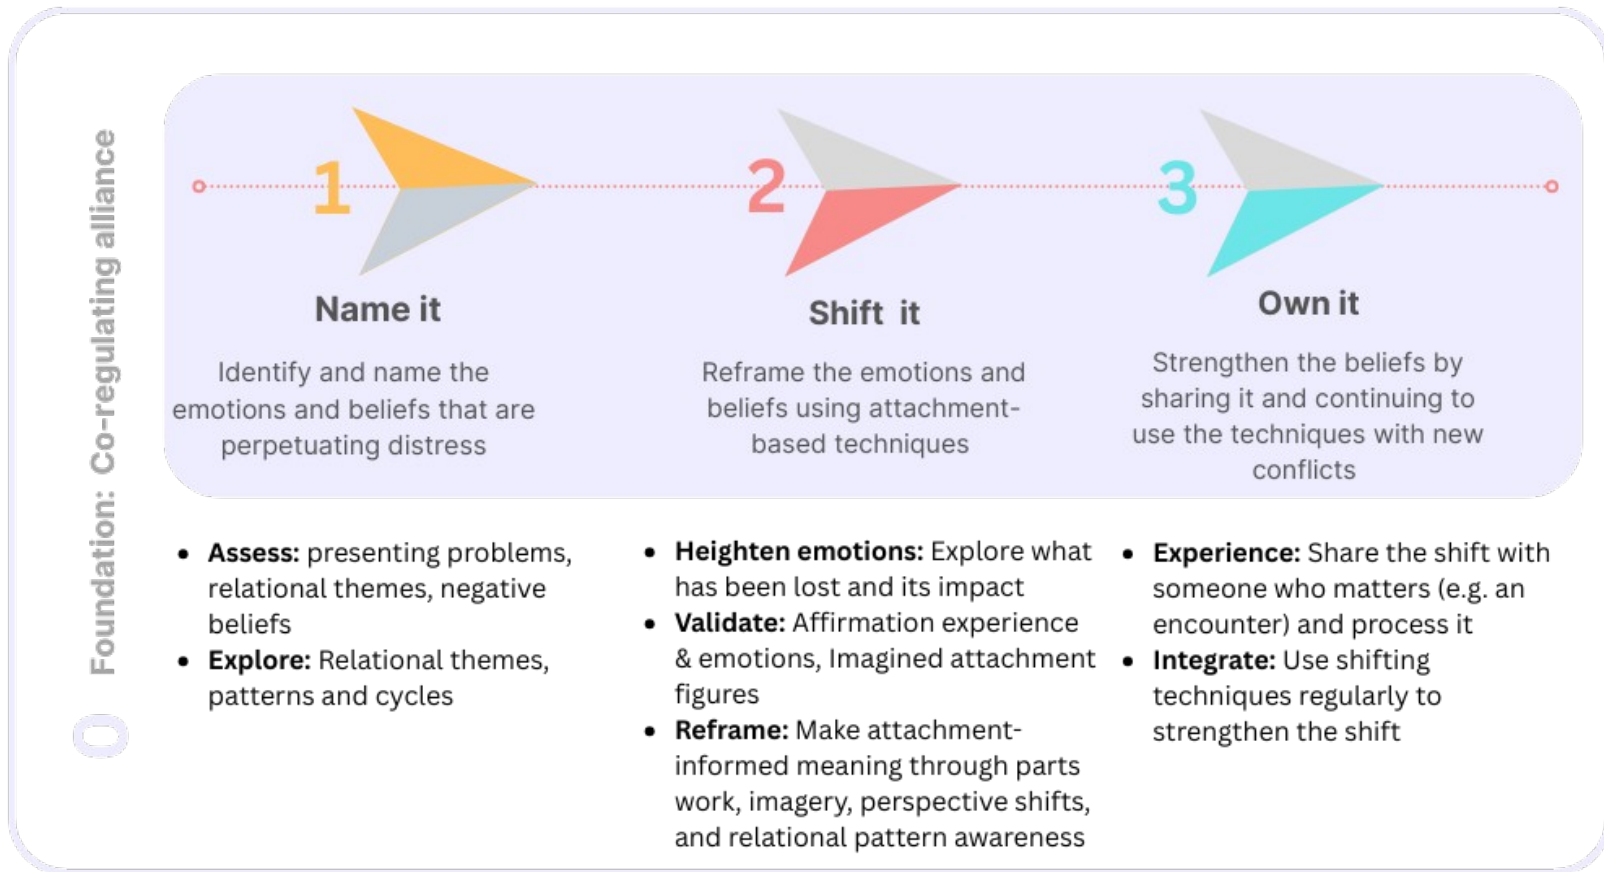 0 Foundation: Co-regulating alliance
1
Name it
Identify and name the
emotions and beliefs that are
perpetuating distress
• Assess: presenting problems,
relational themes, negative
beliefs
• Explore: Relational themes,
patterns and cycles
2
Shift it
Reframe the emotions and
beliefs using attachment-
based techniques
• Heighten emotions: Explore what
has been lost and its impact
• Validate: Affirmation experience
& emotions, Imagined attachment
figures
• Reframe: Make attachment-
informed meaning through parts
work, imagery, perspective shifts,
and relational pattern awareness
3
Own it
Strengthen the beliefs by
sharing it and continuing to
use the techniques with new
conflicts
• Experience: Share the shift with
someone who matters (e.g. an
encounter) and process it
• Integrate: Use shifting
techniques regularly to
strengthen the shift